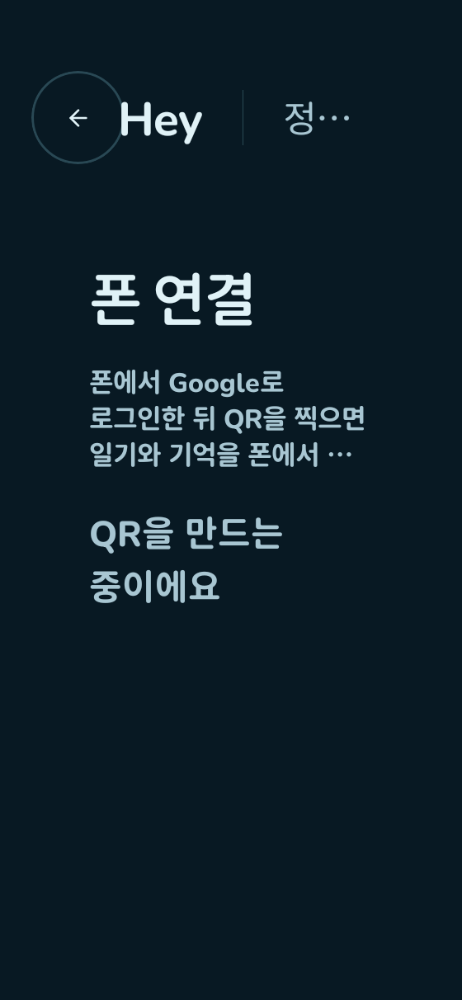 Hey 정…
폰 연결
폰에서 Google로
로그인한 뒤 QR을 찍으면
일기와 기억을 폰에서 …
QR을 만드는
중이에요